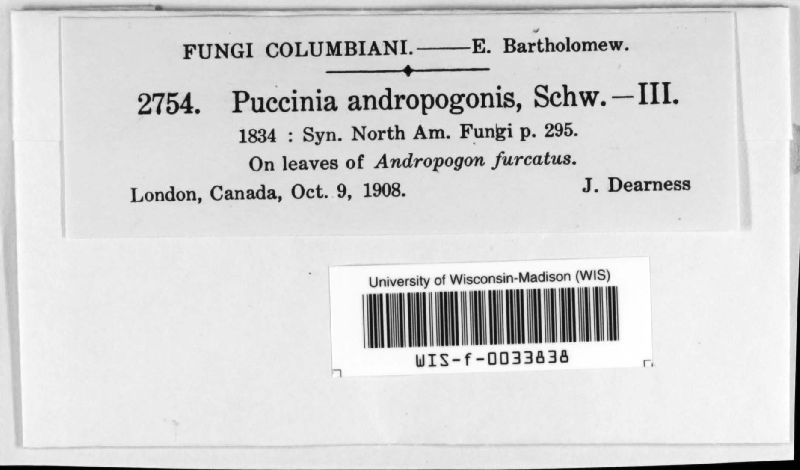 FUNGI COLUMBIANI.——E. Bartholomew.
2754. Puccinia andropogonis, Schw.—III.
1834 : Syn. North Am. Fungi p. 295.
On leaves of Andropogon furcatus.
London, Canada, Oct. 9, 1908. J. Dearness
University of Wisconsin-Madison (WIS)
WIS-f-0033838